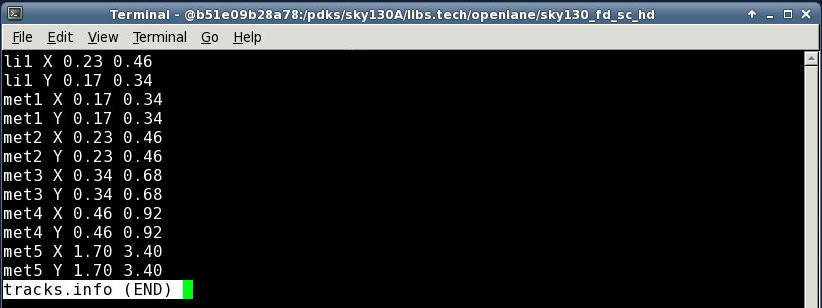 Terminal - @b51e09b28a78:/pdks/sky130A/libs.tech/openlane/sky130_fd_sc_hd
File Edit View Terminal Go Help
li1 X 0.23 0.46
li1 Y 0.17 0.34
met1 X 0.17 0.34
met1 Y 0.17 0.34
met2 X 0.23 0.46
met2 Y 0.23 0.46
met3 X 0.34 0.68
met3 Y 0.34 0.68
met4 X 0.46 0.92
met4 Y 0.46 0.92
met5 X 1.70 3.40
met5 Y 1.70 3.40
tracks.info (END)